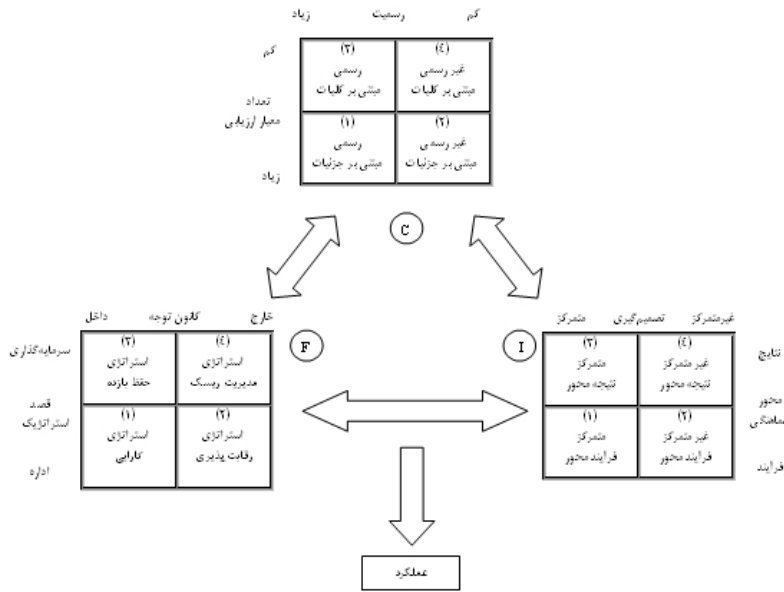 زیاد رسمیت کم
کم
تعداد
معیار ارزیابی
زیاد
(۳)
رسمی
مبتنی بر کلیات
(٤)
غیر رسمی
مبتنی بر کلیات
(۱)
رسمی
مبتنی بر جزئیات
(۲)
غیر رسمی
مبتنی بر جزئیات
C
خارج کانون توجه داخل
سرمایه‌گذاری
قصد
استراتژیک
اداره
(۳)
استراتژی
حفظ بازده
(٤)
استراتژی
مدیریت ریسک
(۱)
استراتژی
کارایی
(۲)
استراتژی
رقابت پذیری
F
I
غیرمتمرکز تصمیم‌گیری متمرکز
نتایج
محور
ماهنگی
فرآیند
(۳)
متمرکز
نتیجه محور
(٤)
غیر متمرکز
نتیجه محور
(۱)
متمرکز
فرآیند محور
(۲)
غیر متمرکز
فرآیند محور
عملکرد